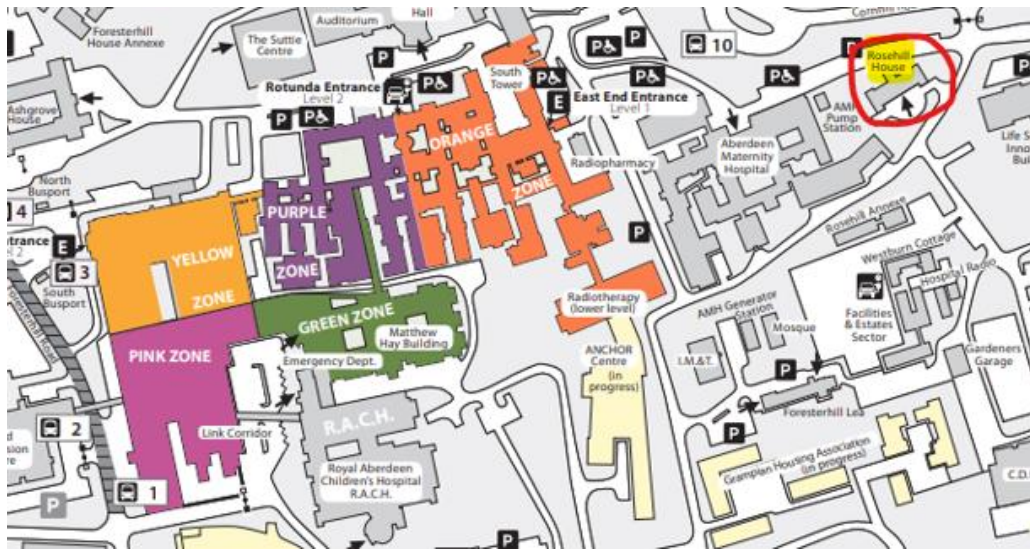 Foresterhill
House Annexe
The Suttie
Centre
Auditorium
Hall
P
P
10
P
Rosehill
House
Ashgrove
House
Rotunda Entrance
Level 2
P
South
Tower
P
E
East End Entrance
Level 1
P
P
P
P
AMH
Pump
Station
Aberdeen
Maternity
Hospital
Radiopharmacy
ORANGE
ZONE
North
Busport
4
E
3
South
Busport
Foresterhill Road
YELLOW
ZONE
PURPLE
ZONE
P
Rosehill Annexe
Westburn Cottage
Hospital Radio
Facilities
& Estates
Sector
Radiotherapy
(lower level)
GREEN ZONE
Matthew
Hay Building
Emergency Dept.
PINK ZONE
AMH Generator
Station
Mosque
I.M.&T.
P
Gardeners
Garage
ANCHOR
Centre
(in
progress)
Foresterhill Lea
P
2
Link Corridor
R.A.C.H.
Royal Aberdeen
Children's Hospital
R.A.C.H.
Grampian Housing Association
(in progress)
C.D.
1
P
P